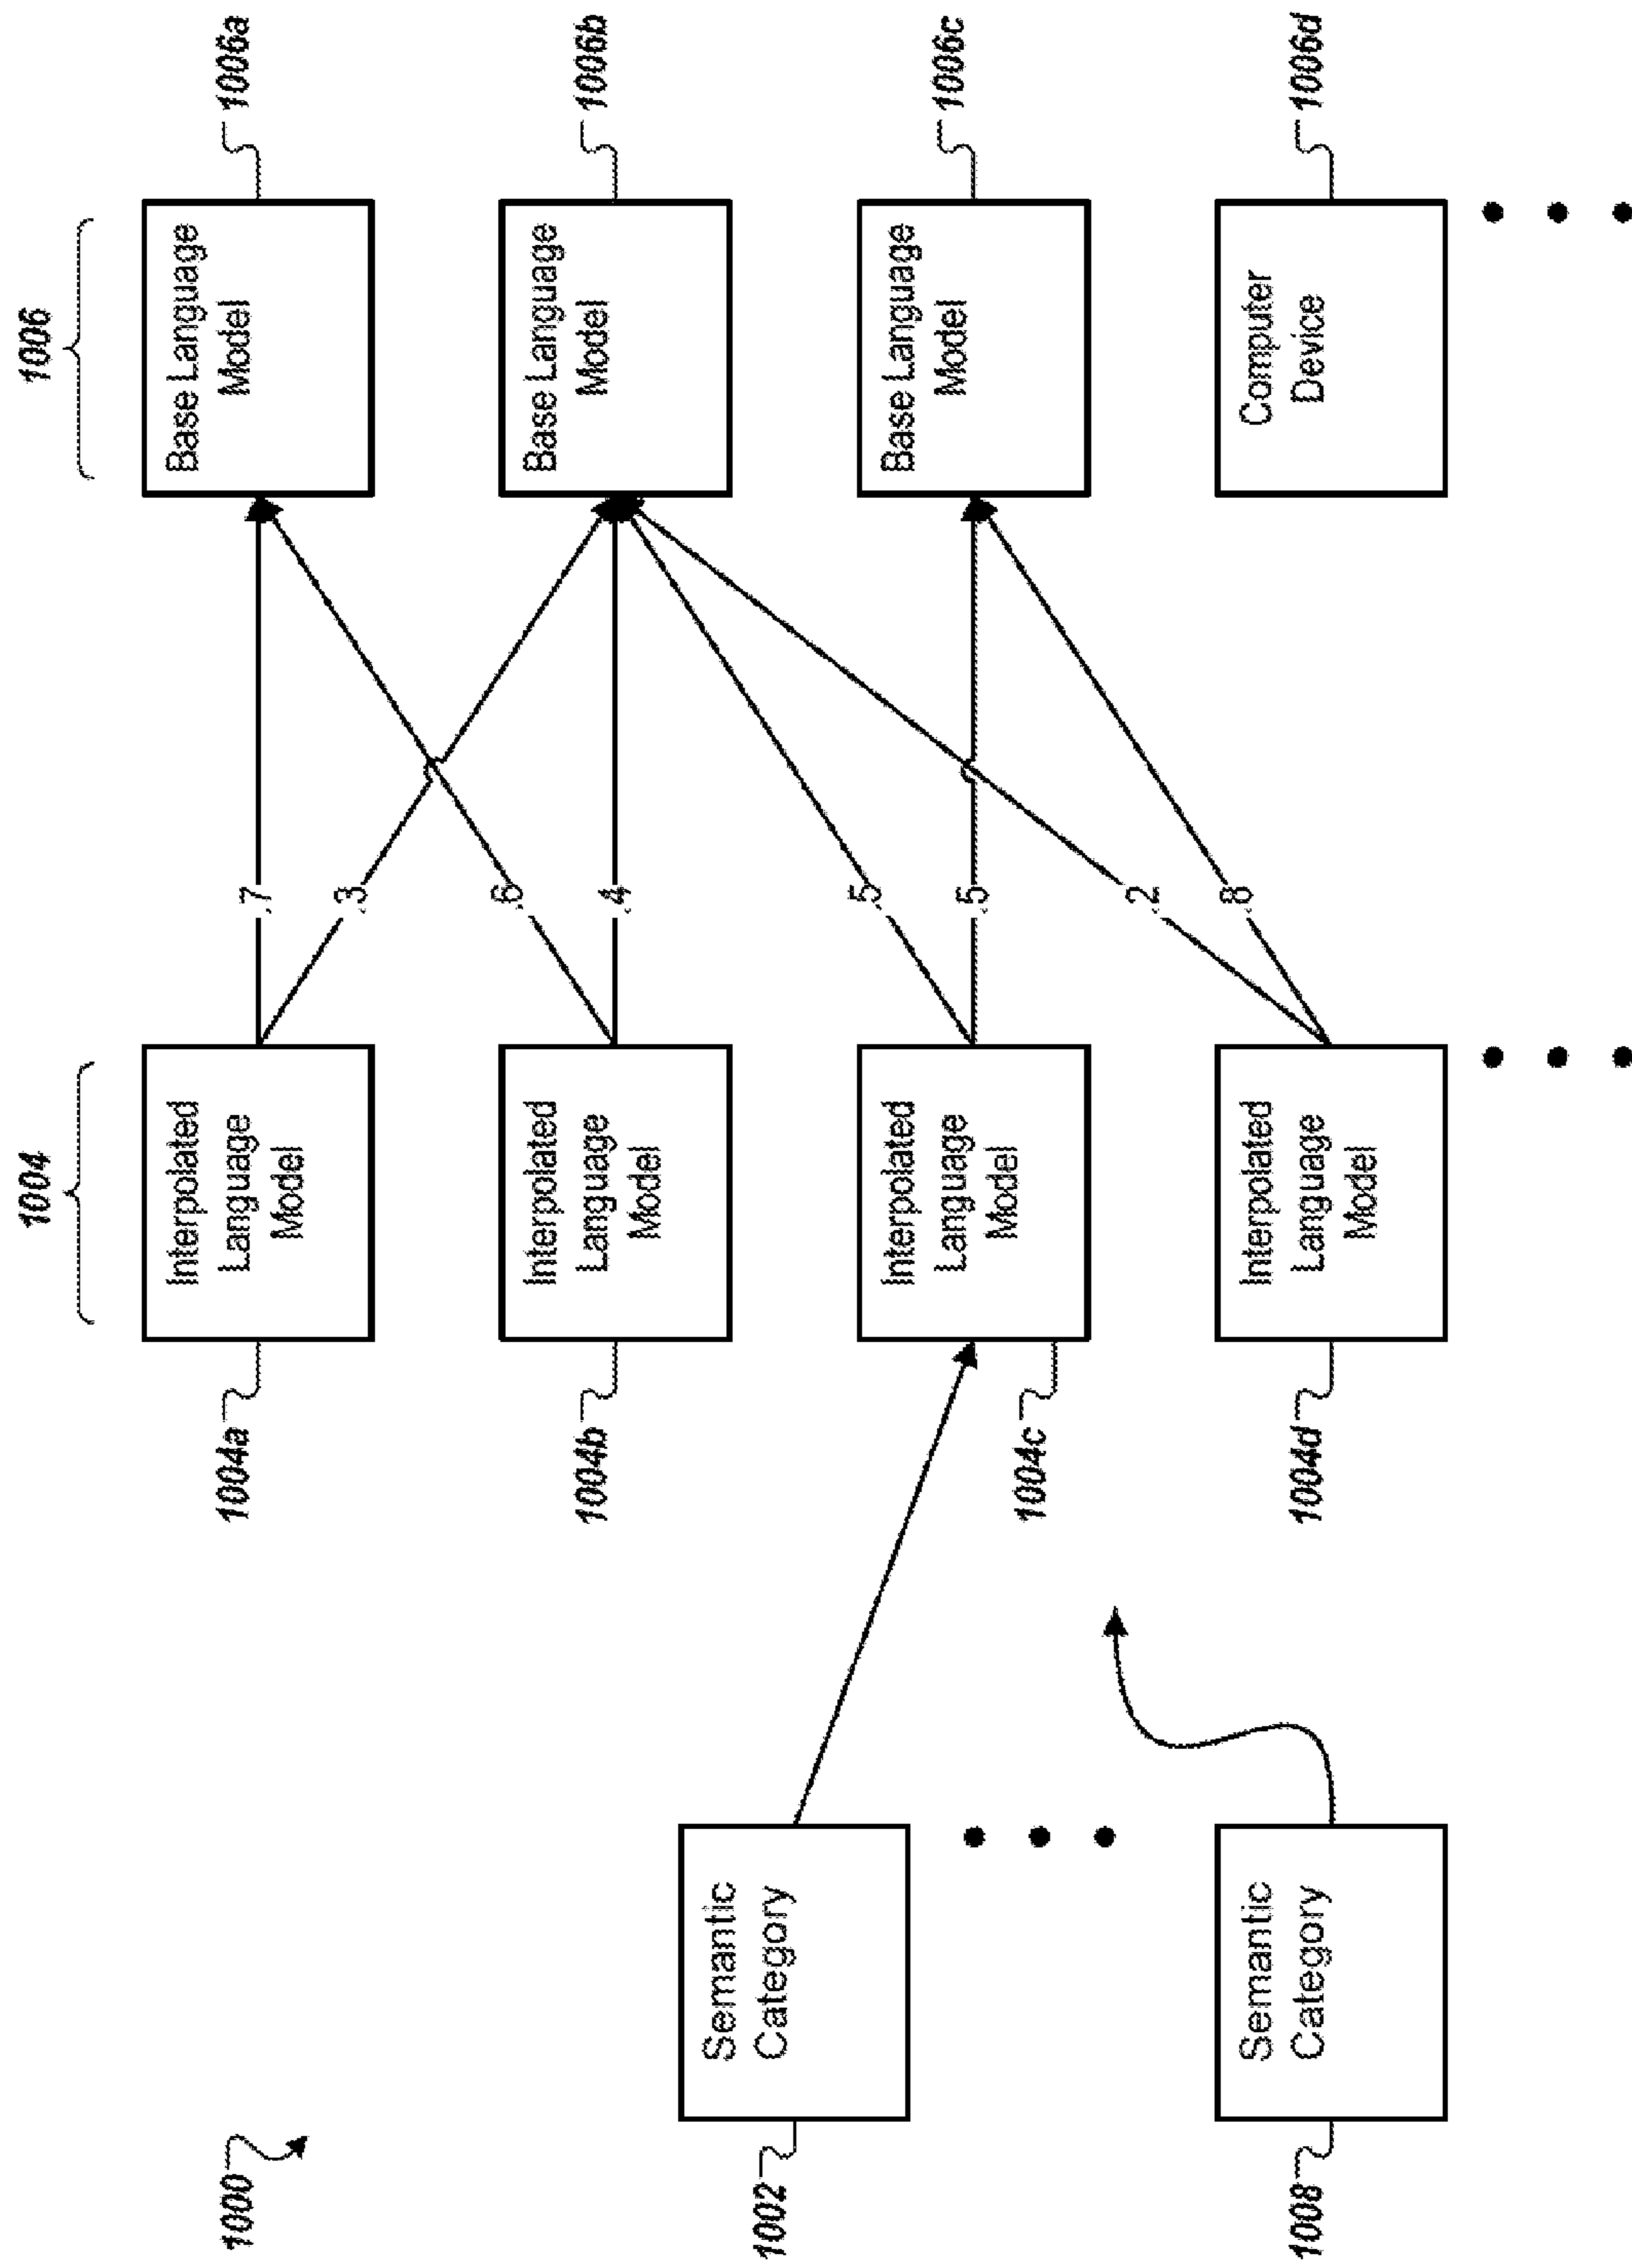 1000
1004
1006
1004a
Interpolated
Language
Model
.7
.3
Base Language
Model
1006a
1004b
Interpolated
Language
Model
.6
.4
Base Language
Model
1006b
1002
Semantic
Category
1004c
Interpolated
Language
Model
.5
.5
Base Language
Model
1006c
1008
Semantic
Category
1004d
Interpolated
Language
Model
.2
.8
Computer
Device
1006d